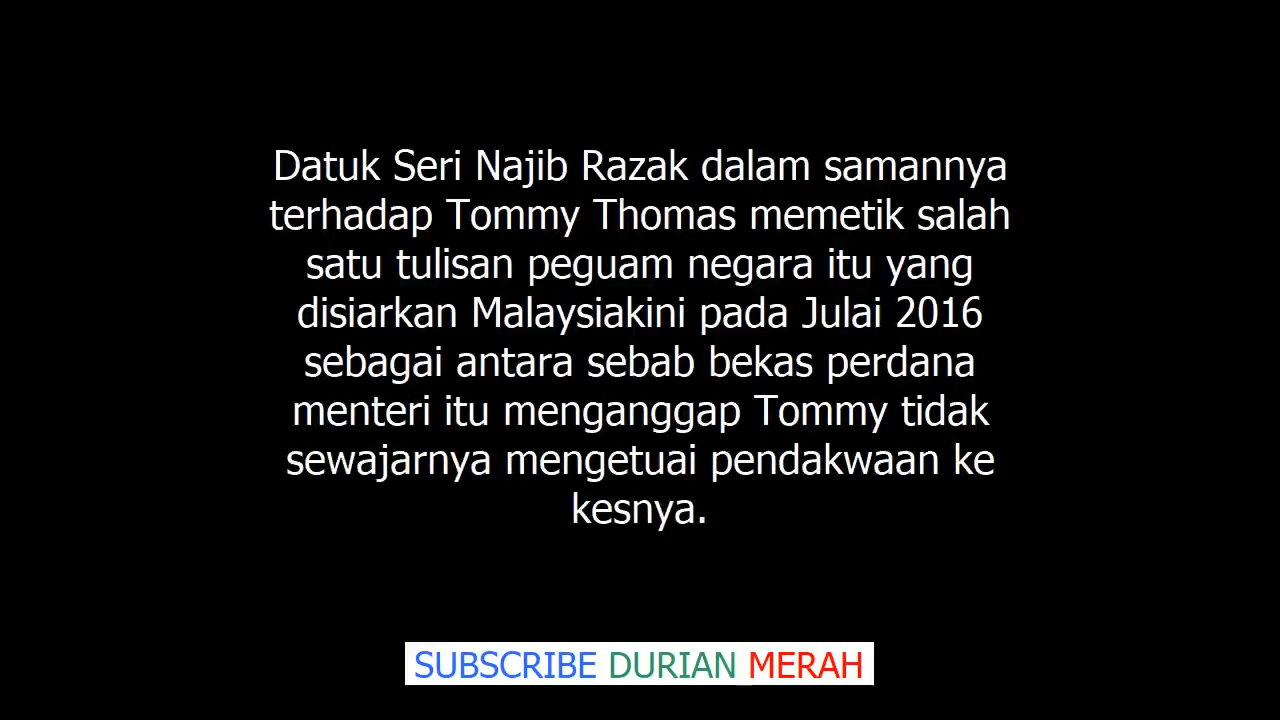 Datuk Seri Najib Razak dalam samannya
terhadap Tommy Thomas memetik salah
satu tulisan peguam negara itu yang
disiarkan Malaysiakini pada Julai 2016
sebagai antara sebab bekas perdana
menteri itu menganggap Tommy tidak
sewajarnya mengetuai pendakwaan ke
kesnya.
SUBSCRIBE DURIAN MERAH